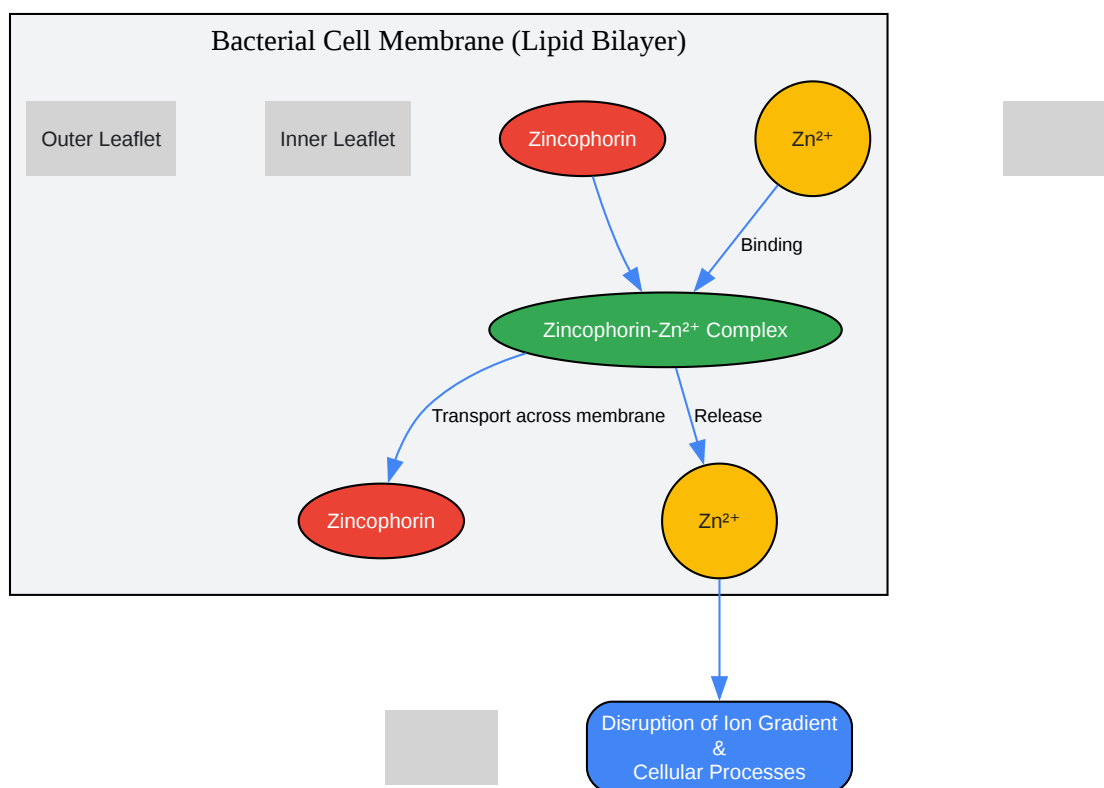 Bacterial Cell Membrane (Lipid Bilayer)
Outer Leaflet
Inner Leaflet
Zincophorin
Zn²⁺
Binding
Zincophorin-Zn²⁺ Complex
Transport across membrane
Release
Zincophorin
Zn²⁺
Disruption of Ion Gradient
&
Cellular Processes